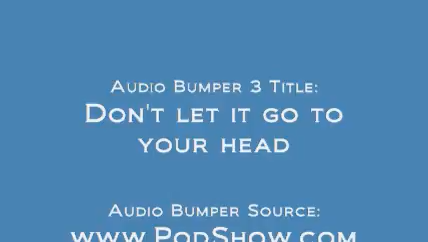 Audio Bumper 3 Title:
Don't let it go to
your head
Audio Bumper Source:
www.PodShow.com